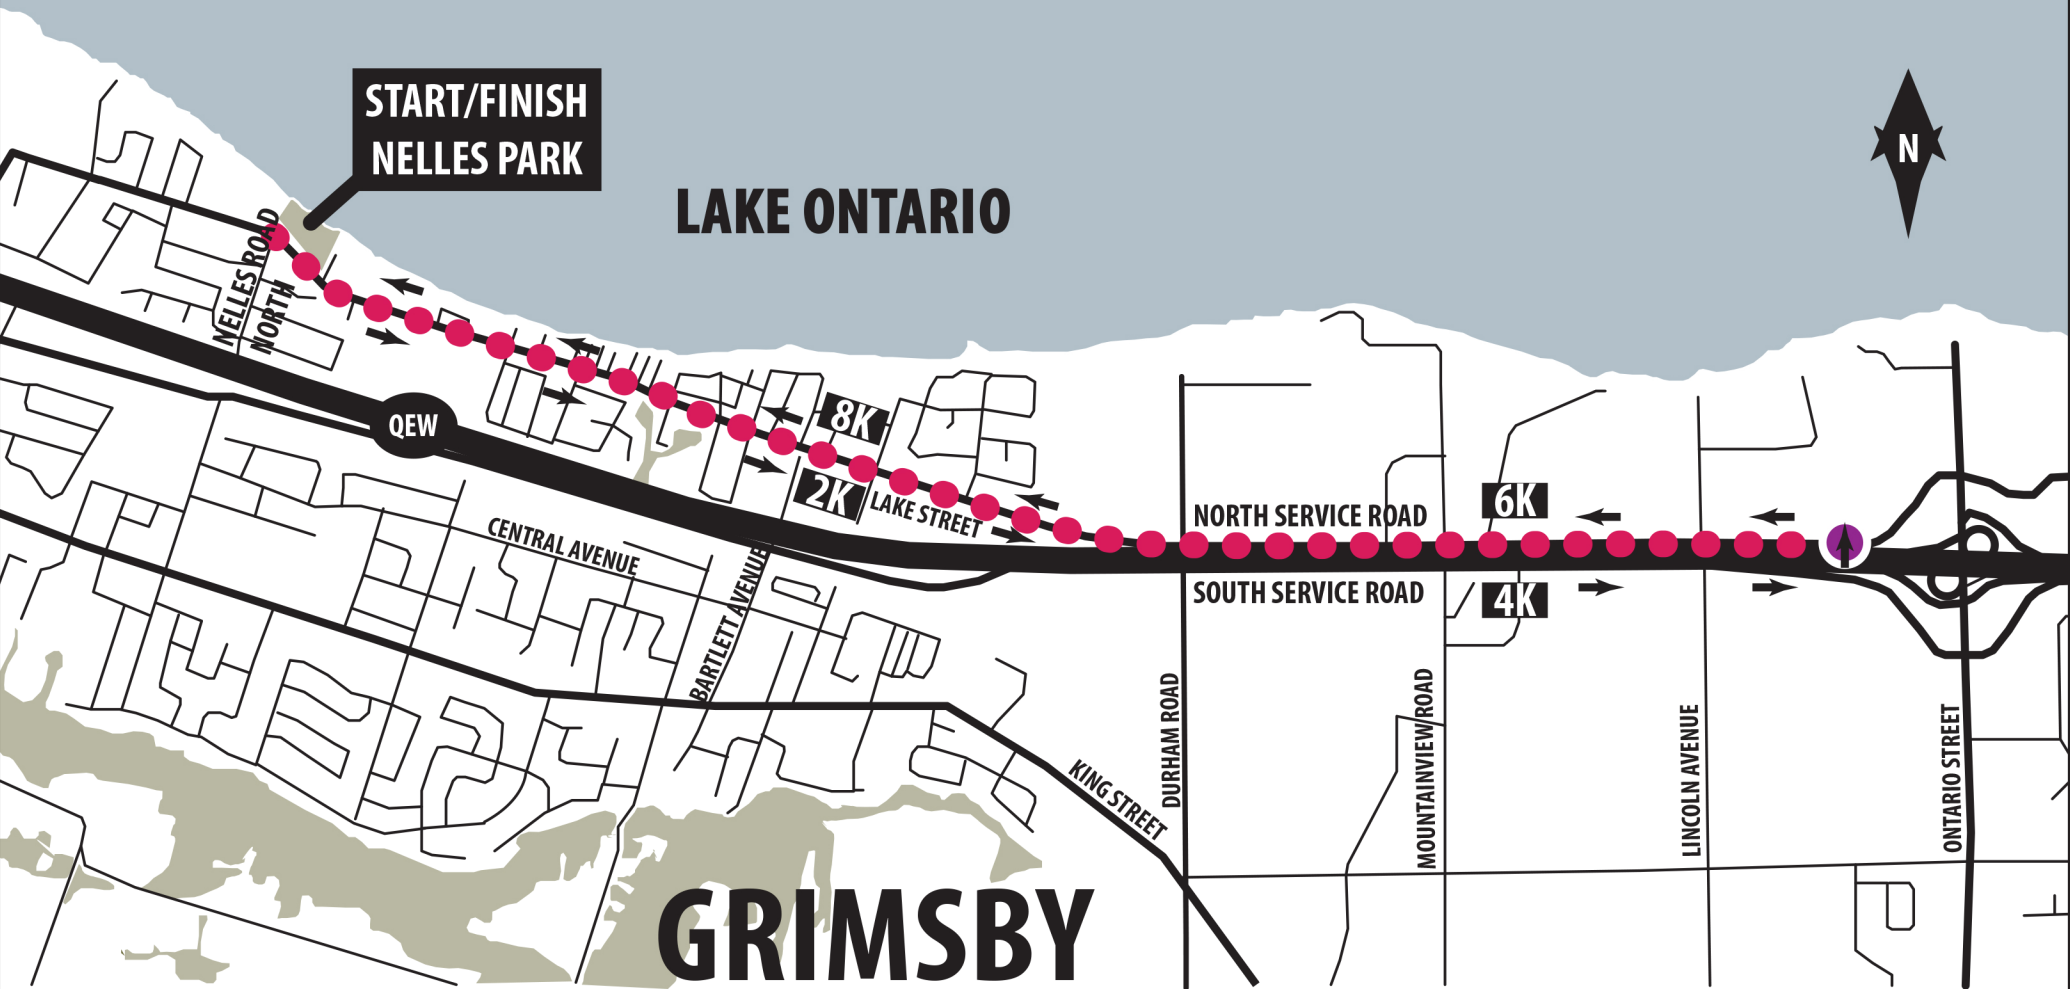 START/FINISH
NELLES PARK
N
LAKE ONTARIO
NELLES ROAD
NORTH
QEW
8K
2K
LAKE STREET
CENTRAL AVENUE
BARTLETT AVENUE
NORTH SERVICE ROAD
6K
SOUTH SERVICE ROAD
4K
KING STREET
DURHAM ROAD
MOUNTAINVIEW ROAD
LINCOLN AVENUE
ONTARIO STREET
GRIMSBY